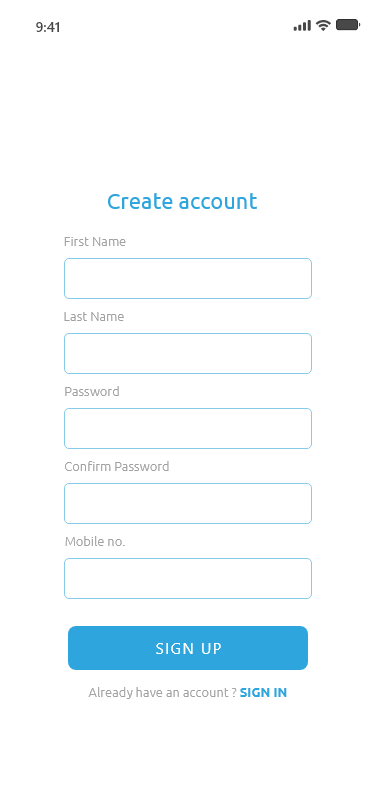 9:41
Create account
First Name
Last Name
Password
Confirm Password
Mobile no.
SIGN UP
Already have an account ? SIGN IN